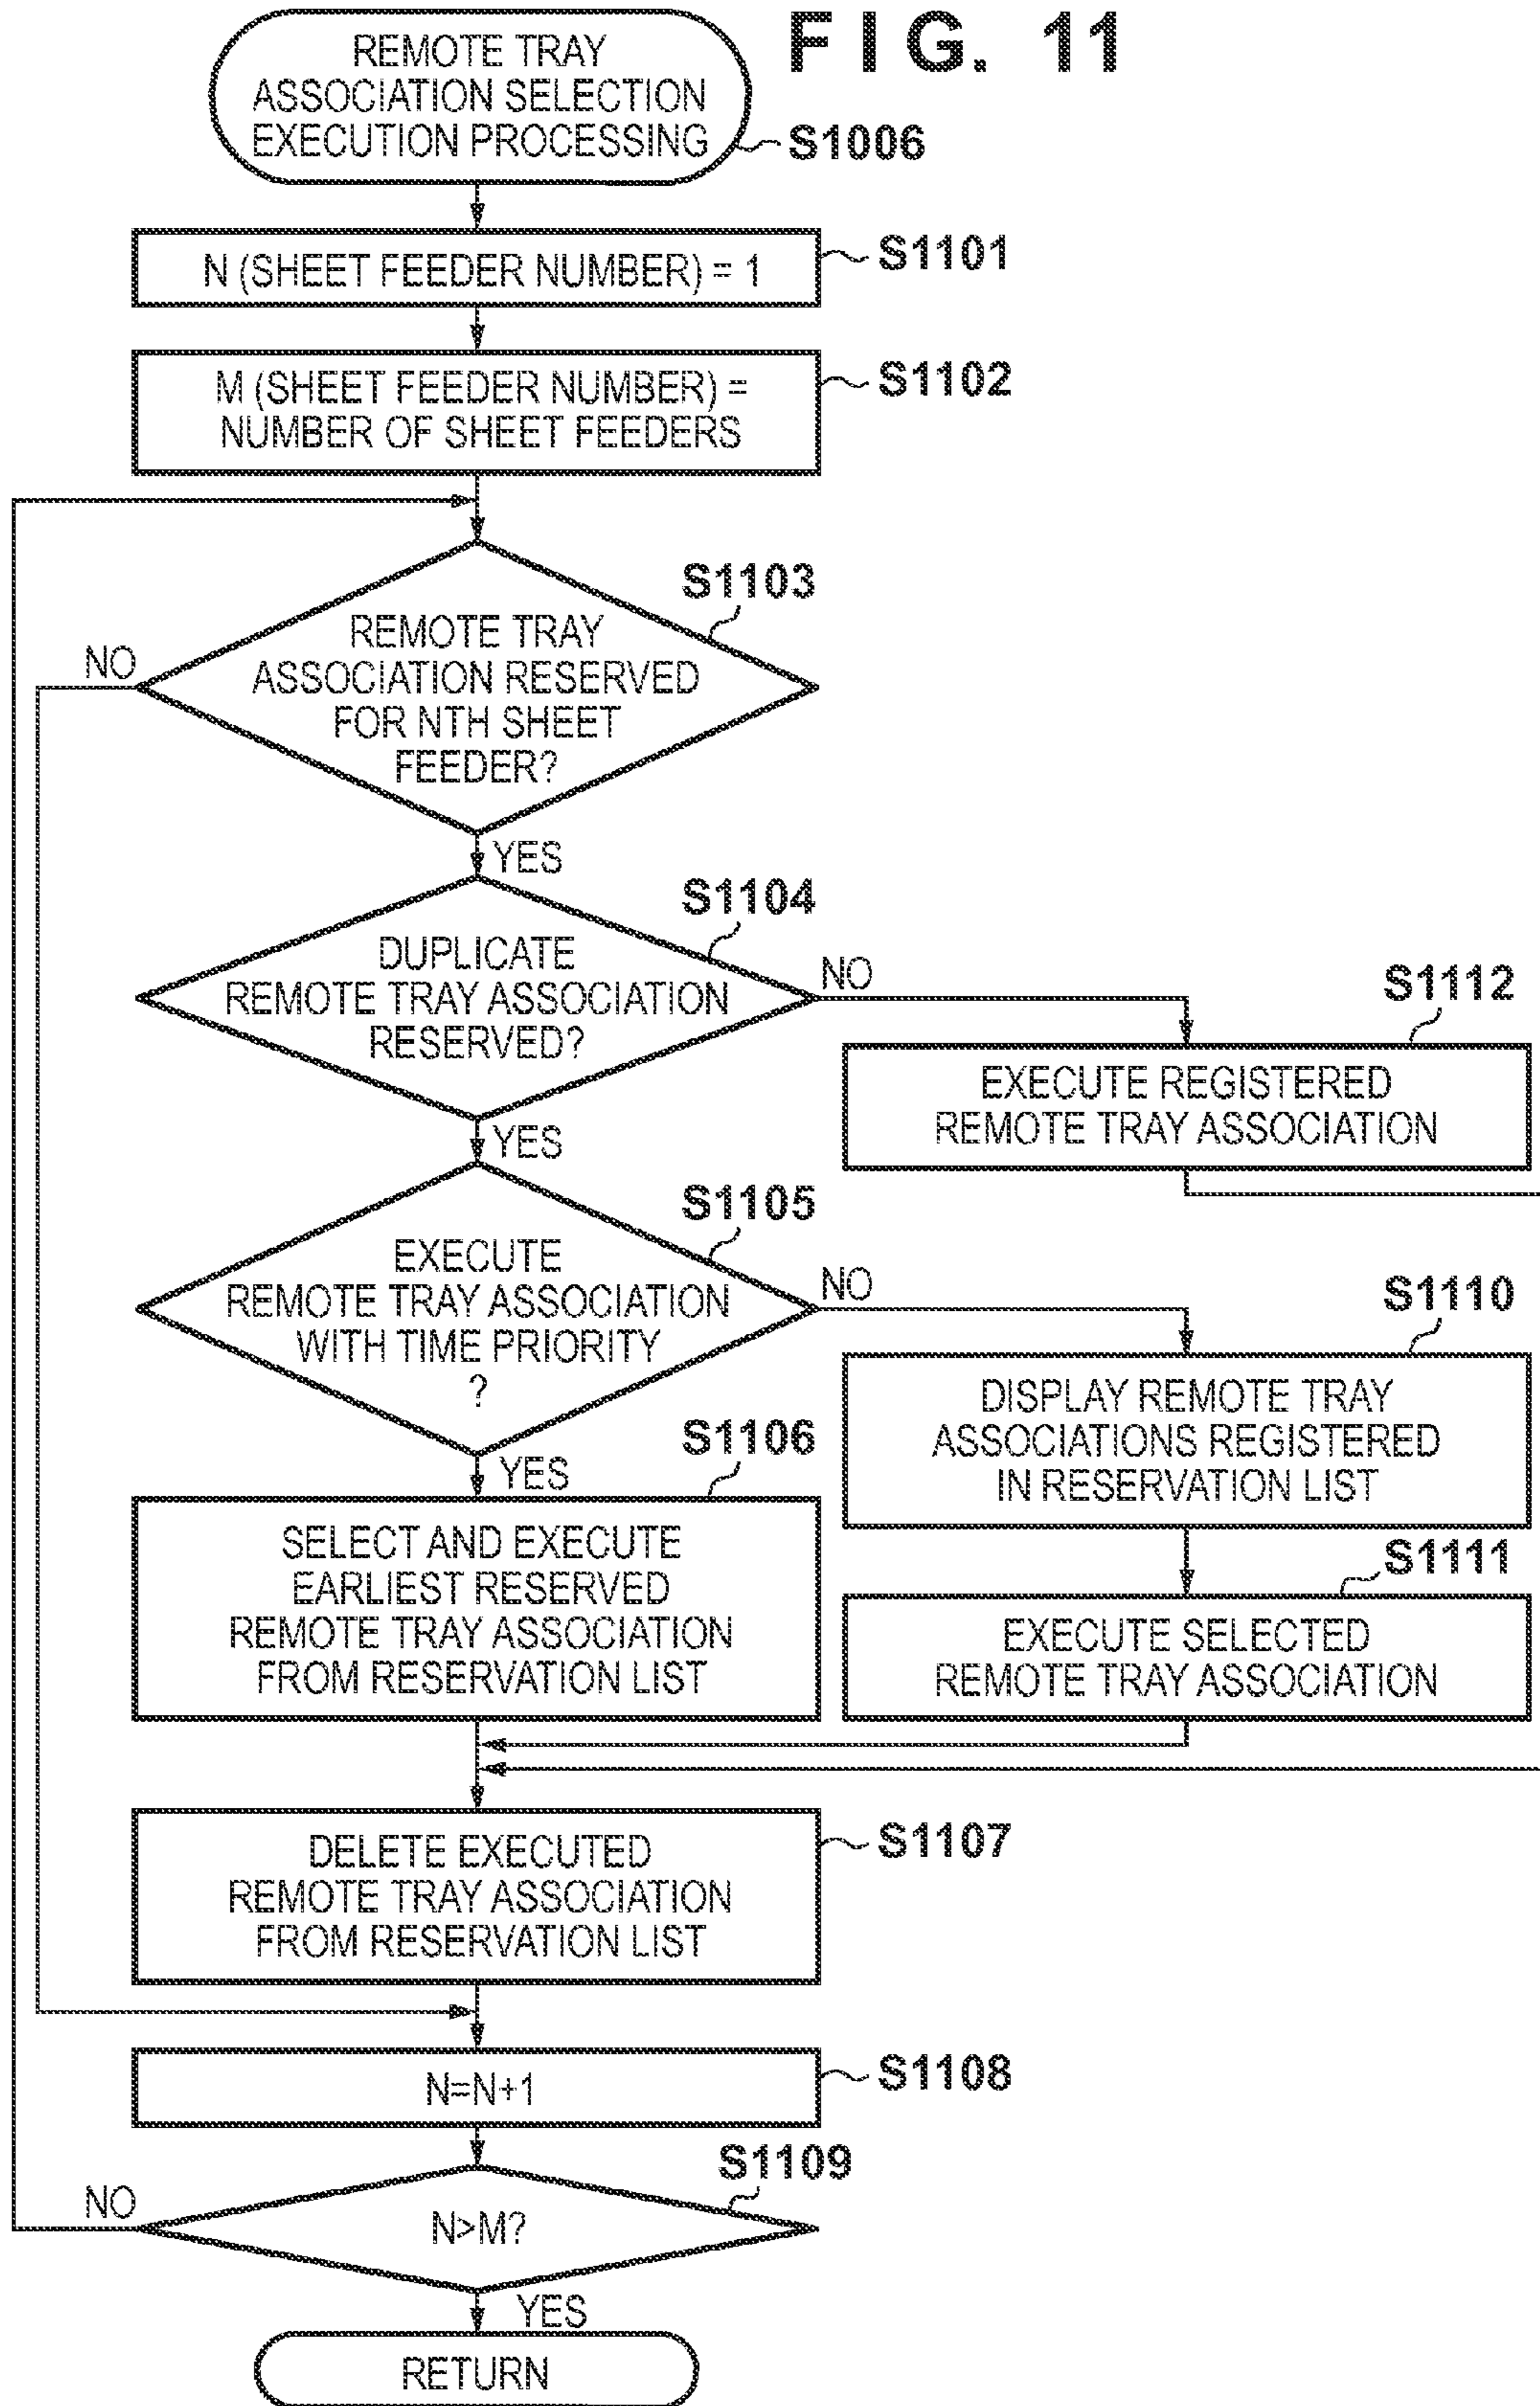 FIG. 11
REMOTE TRAY
ASSOCIATION SELECTION
EXECUTION PROCESSING
S1006
N (SHEET FEEDER NUMBER) = 1
S1101
M (SHEET FEEDER NUMBER) =
NUMBER OF SHEET FEEDERS
S1102
S1103
REMOTE TRAY
ASSOCIATION RESERVED
FOR NTH SHEET
FEEDER?
NO
YES
S1104
DUPLICATE
REMOTE TRAY ASSOCIATION
RESERVED?
NO
YES
S1112
EXECUTE REGISTERED
REMOTE TRAY ASSOCIATION
S1105
EXECUTE
REMOTE TRAY ASSOCIATION
WITH TIME PRIORITY
?
NO
YES
S1110
DISPLAY REMOTE TRAY
ASSOCIATIONS REGISTERED
IN RESERVATION LIST
S1106
SELECT AND EXECUTE
EARLIEST RESERVED
REMOTE TRAY ASSOCIATION
FROM RESERVATION LIST
S1111
EXECUTE SELECTED
REMOTE TRAY ASSOCIATION
DELETE EXECUTED
REMOTE TRAY ASSOCIATION
FROM RESERVATION LIST
S1107
N=N+1
S1108
S1109
N>M?
NO
YES
RETURN